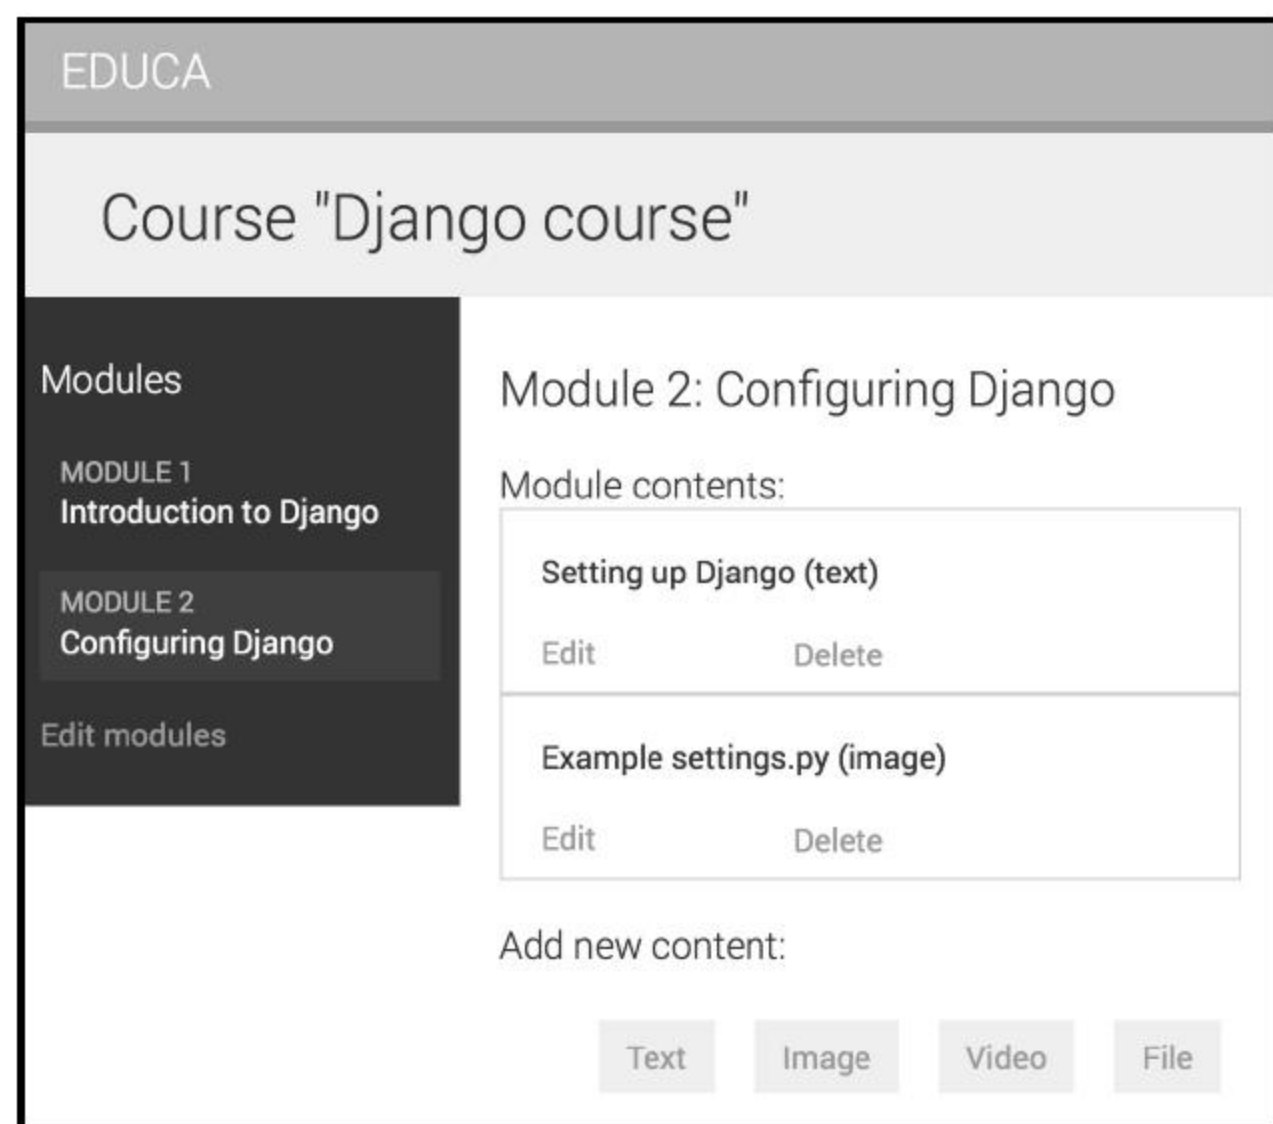 EDUCA
Course "Django course"
Modules
MODULE 1
Introduction to Django
MODULE 2
Configuring Django
Edit modules
Module 2: Configuring Django
Module contents:
Setting up Django (text)
Edit Delete
Example settings.py (image)
Edit Delete
Add new content:
Text Image Video File